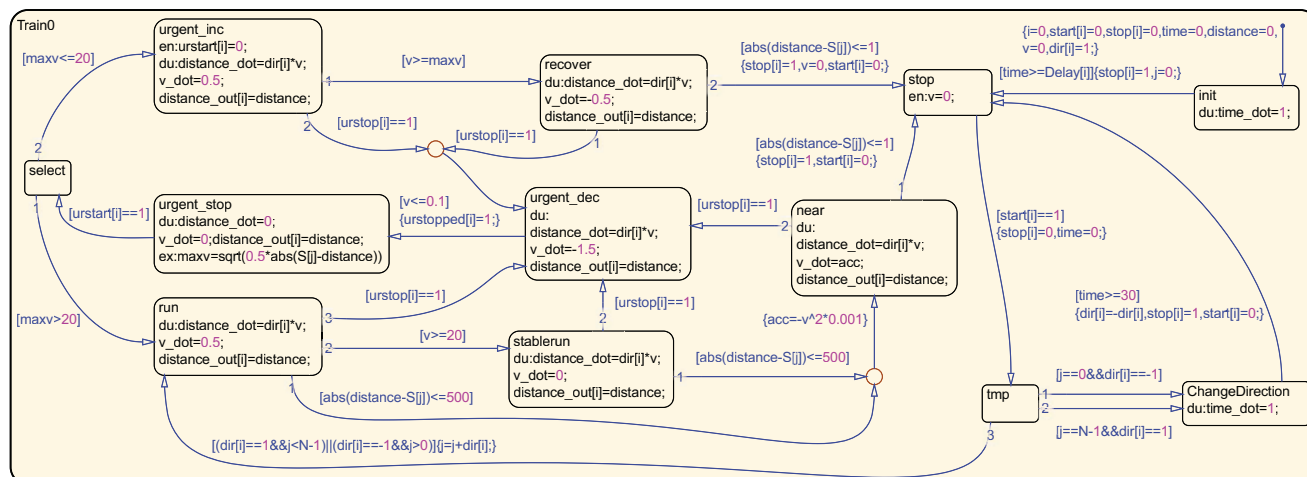 Train0
urgent_inc
en:urstart[i]=0;
du:distance_dot=dir[i]*v;
v_dot=0.5;
distance_out[i]=distance;
[maxv<=20]
[v>=maxv]
1
2
[urstop[i]==1]
recover
du:distance_dot=dir[i]*v;
v_dot=-0.5;
distance_out[i]=distance;
[urstop[i]==1]
1
2
[abs(distance-S[j])<=1]
{stop[i]=1,v=0,start[i]=0;}
stop
en:v=0;
{i=0,start[i]=0,stop[i]=0,time=0,distance=0,
v=0,dir[i]=1;}
[time>=Delay[i]]{stop[i]=1,j=0;}
init
du:time_dot=1;
2
select
1
[urstart[i]==1]
urgent_stop
du:distance_dot=0;
v_dot=0;distance_out[i]=distance;
ex:maxv=sqrt(0.5*abs(S[j]-distance))
[v<=0.1]
{urstopped[i]=1;}
urgent_dec
du:
distance_dot=dir[i]*v;
v_dot=-1.5;
distance_out[i]=distance;
[urstop[i]==1]
2
[abs(distance-S[j])<=1]
{stop[i]=1,start[i]=0;}
1
near
du:
distance_dot=dir[i]*v;
v_dot=acc;
distance_out[i]=distance;
[start[i]==1]
{stop[i]=0,time=0;}
[maxv>20]
run
du:distance_dot=dir[i]*v;
v_dot=0.5;
distance_out[i]=distance;
[urstop[i]==1]
3
2
[v>=20]
1
[abs(distance-S[j])<=500]
[urstop[i]==1]
2
stablerun
du:distance_dot=dir[i]*v;
v_dot=0;
distance_out[i]=distance;
1
[abs(distance-S[j])<=500]
{acc=-v^2*0.001}
[time>=30]
{dir[i]=-dir[i],stop[i]=1,start[i]=0;}
tmp
1
2
3
[j==0&&dir[i]==-1]
[j==N-1&&dir[i]==1]
ChangeDirection
du:time_dot=1;
[(dir[i]==1&&j<N-1)||(dir[i]==-1&&j>0)]{j=j+dir[i];}